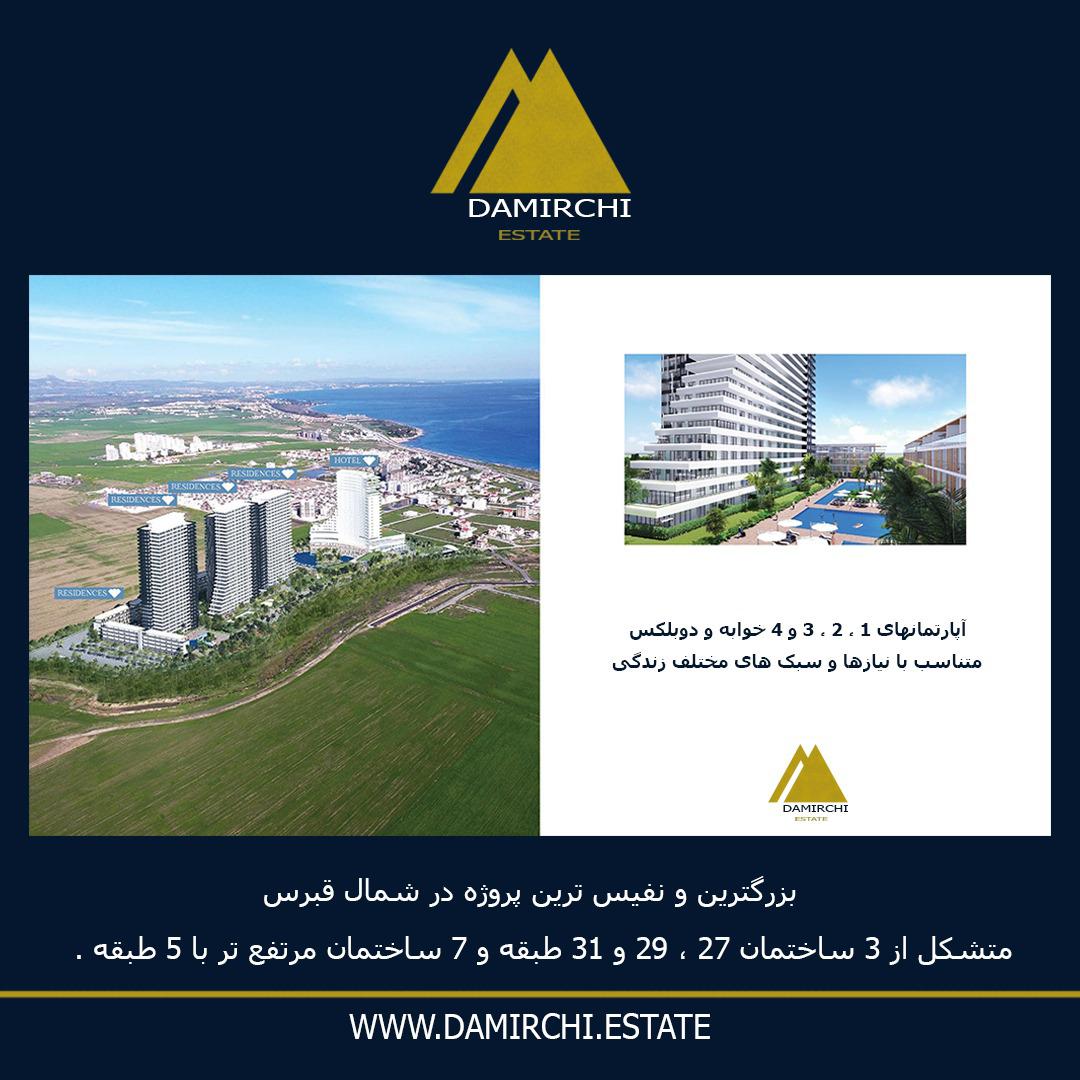 DAMIRCHI
ESTATE
HOTEL
RESIDENCES
RESIDENCES
RESIDENCES
RESIDENCES
آپارتمانهای 1 ، 2 ، 3 و 4 خوابه و دوبلکس
متناسب با نیازها و سبک های مختلف زندگی
DAMIRCHI
ESTATE
بزرگترین و نفیس ترین پروژه در شمال قبرس
متشکل از 3 ساختمان 27 ، 29 و 31 طبقه و 7 ساختمان مرتفع تر با 5 طبقه .
WWW.DAMIRCHI.ESTATE